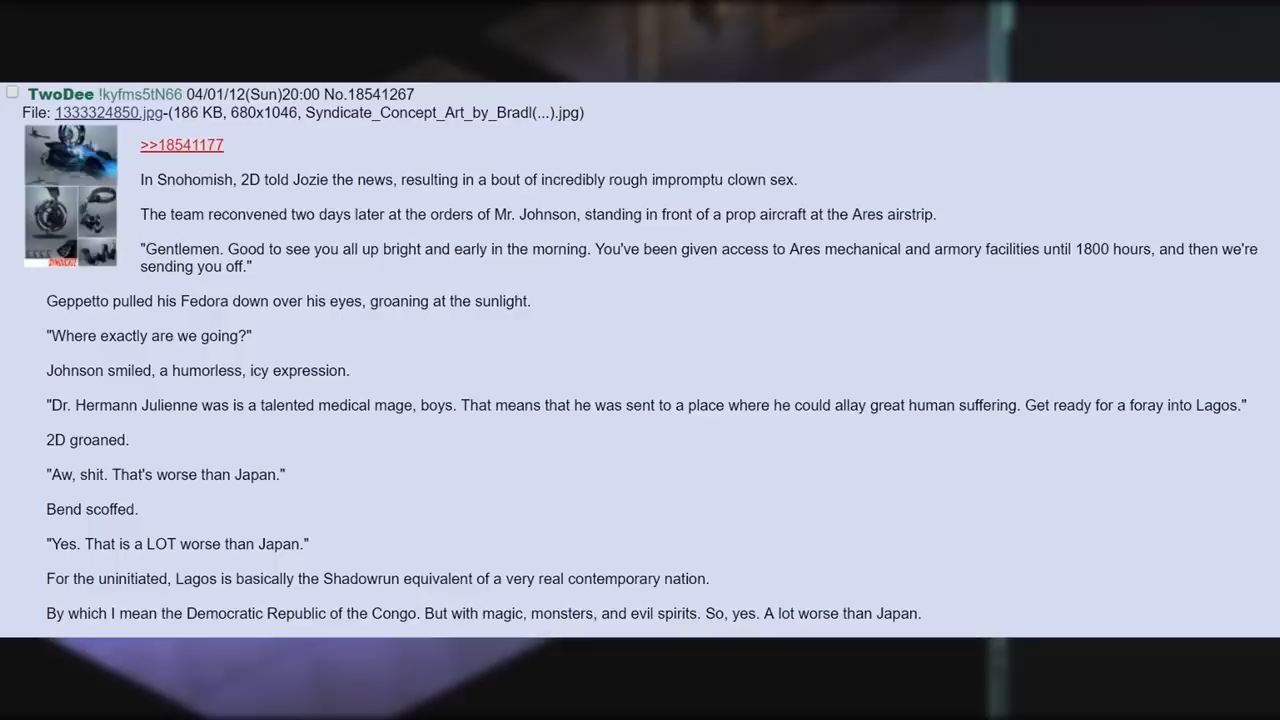 TwoDee !kyfms5tN66 04/01/12(Sun)20:00 No.18541267
File: 1333324850.jpg-(186 KB, 680x1046, Syndicate_Concept_Art_by_Bradl(...).jpg)
>>18541177
In Snohomish, 2D told Jozie the news, resulting in a bout of incredibly rough impromptu clown sex.
The team reconvened two days later at the orders of Mr. Johnson, standing in front of a prop aircraft at the Ares airstrip.
"Gentlemen. Good to see you all up bright and early in the morning. You've been given access to Ares mechanical and armory facilities until 1800 hours, and then we're
sending you off."
Geppetto pulled his Fedora down over his eyes, groaning at the sunlight.
"Where exactly are we going?"
Johnson smiled, a humorless, icy expression.
"Dr. Hermann Julienne was is a talented medical mage, boys. That means that he was sent to a place where he could allay great human suffering. Get ready for a foray into Lagos."
2D groaned.
"Aw, shit. That's worse than Japan."
Bend scoffed.
"Yes. That is a LOT worse than Japan."
For the uninitiated, Lagos is basically the Shadowrun equivalent of a very real contemporary nation.
By which I mean the Democratic Republic of the Congo. But with magic, monsters, and evil spirits. So, yes. A lot worse than Japan.